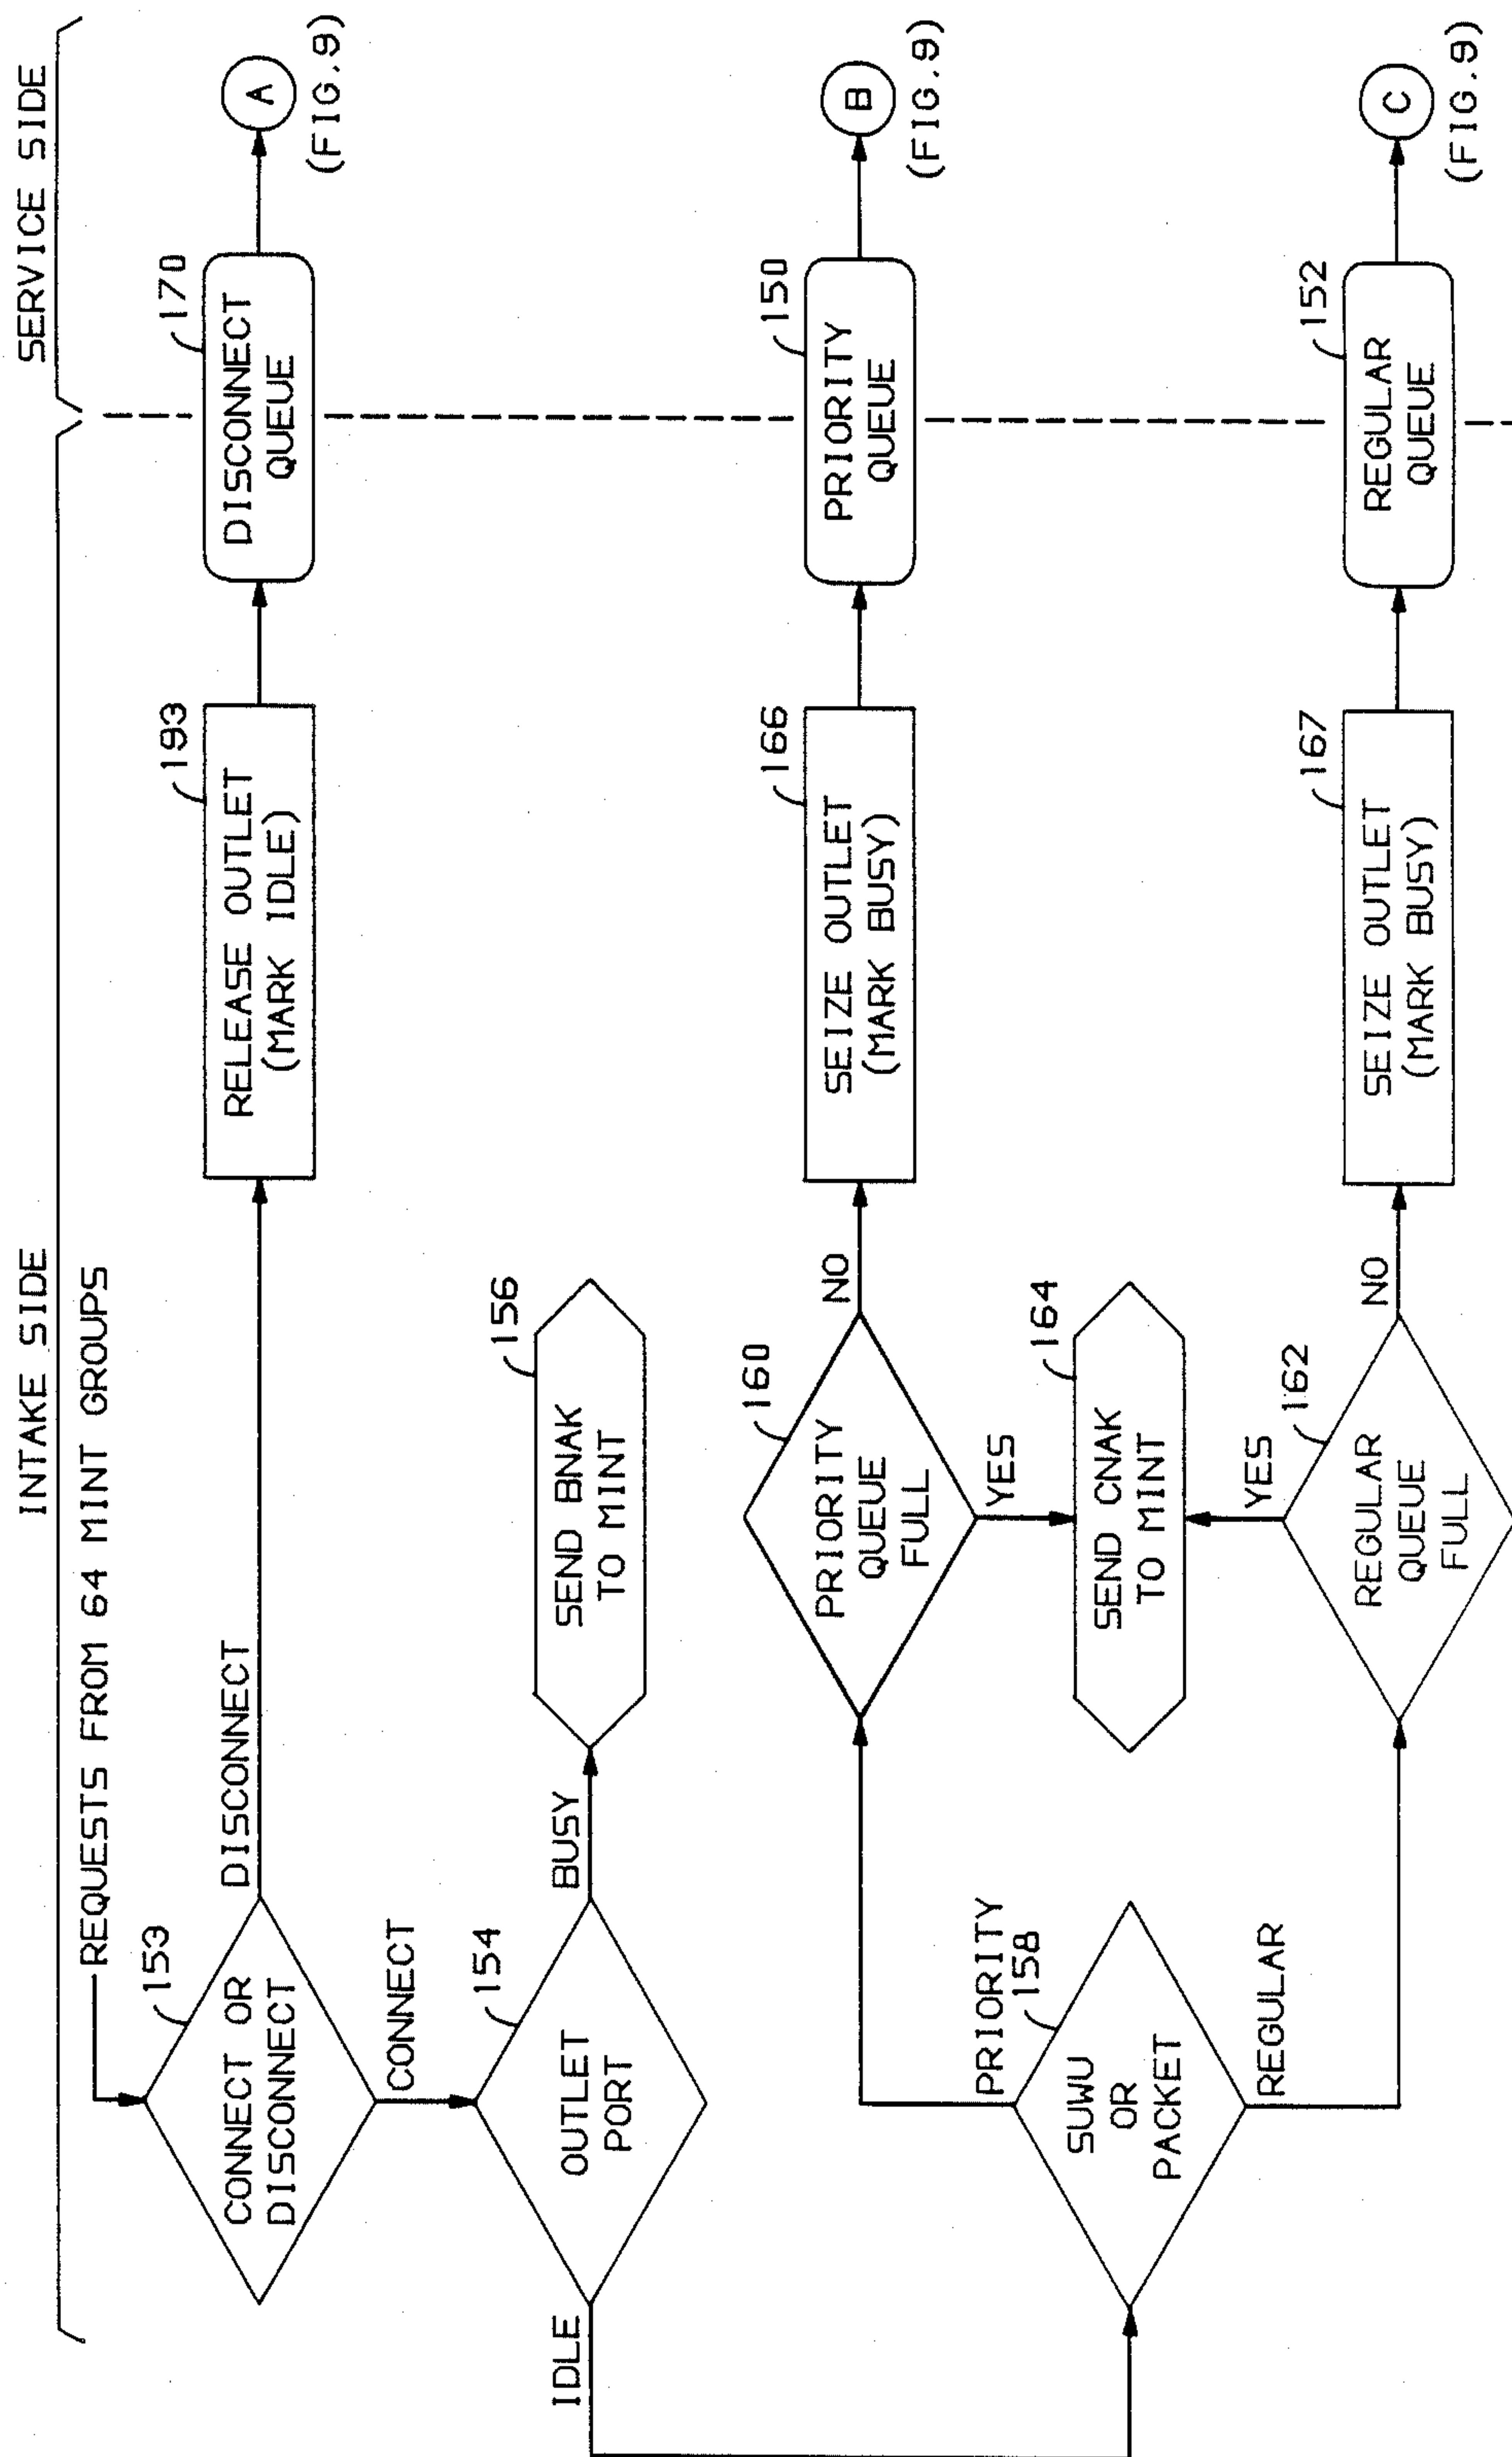 INTAKE SIDE
SERVICE SIDE
REQUESTS FROM 64 MINT GROUPS
153
CONNECT OR
DISCONNECT
DISCONNECT
193
RELEASE OUTLET
(MARK IDLE)
170
DISCONNECT
QUEUE
A
(FIG.9)
CONNECT
154
OUTLET
PORT
BUSY
156
SEND BNAK
TO MINT
IDLE
PRIORITY
158
SUWU
OR
PACKET
REGULAR
160
PRIORITY
QUEUE
FULL
NO
YES
166
SEIZE OUTLET
(MARK BUSY)
150
PRIORITY
QUEUE
B
(FIG.9)
164
SEND CNAK
TO MINT
YES
162
REGULAR
QUEUE
FULL
NO
167
SEIZE OUTLET
(MARK BUSY)
152
REGULAR
QUEUE
C
(FIG.9)